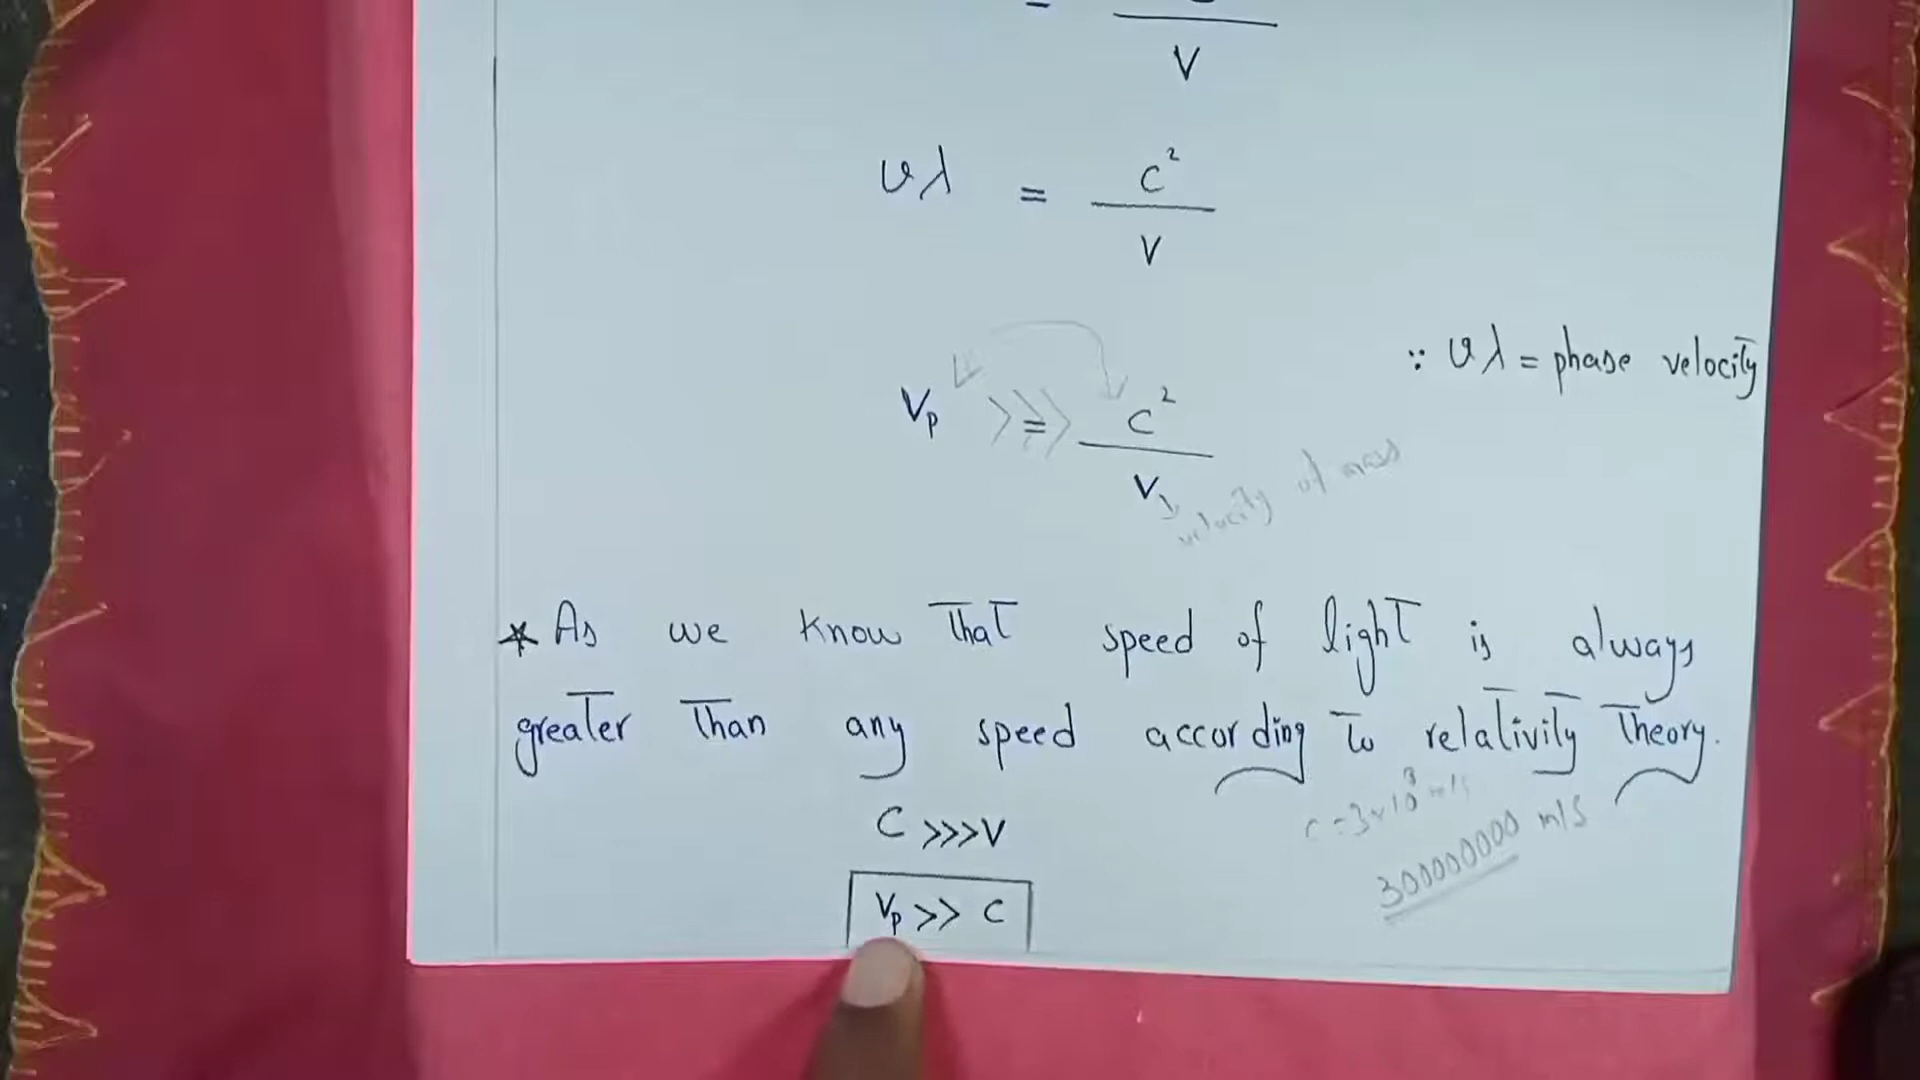 =
V
υλ = c²
V
∵ υλ = phase velocity
Vp >=> c²
V
velocity of mass
* As we know that speed of light is always
greater than any speed according to relativity theory.
c = 3×10⁸ m/s
C >>> V
300000000 m/s
Vp >> C